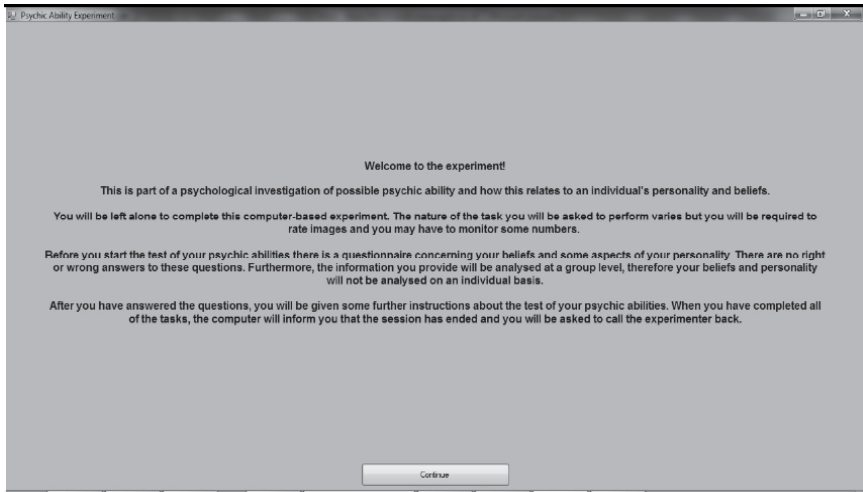 Psychic Ability Experiment
Welcome to the experiment!
This is part of a psychological investigation of possible psychic ability and how this relates to an individual's personality and beliefs.
You will be left alone to complete this computer-based experiment. The nature of the task you will be asked to perform varies but you will be required to
rate images and you may have to monitor some numbers.
Before you start the test of your psychic abilities there is a questionnaire concerning your beliefs and some aspects of your personality. There are no right
or wrong answers to these questions. Furthermore, the information you provide will be analysed at a group level, therefore your beliefs and personality
will not be analysed on an individual basis.
After you have answered the questions, you will be given some further instructions about the test of your psychic abilities. When you have completed all
of the tasks, the computer will inform you that the session has ended and you will be asked to call the experimenter back.
Continue